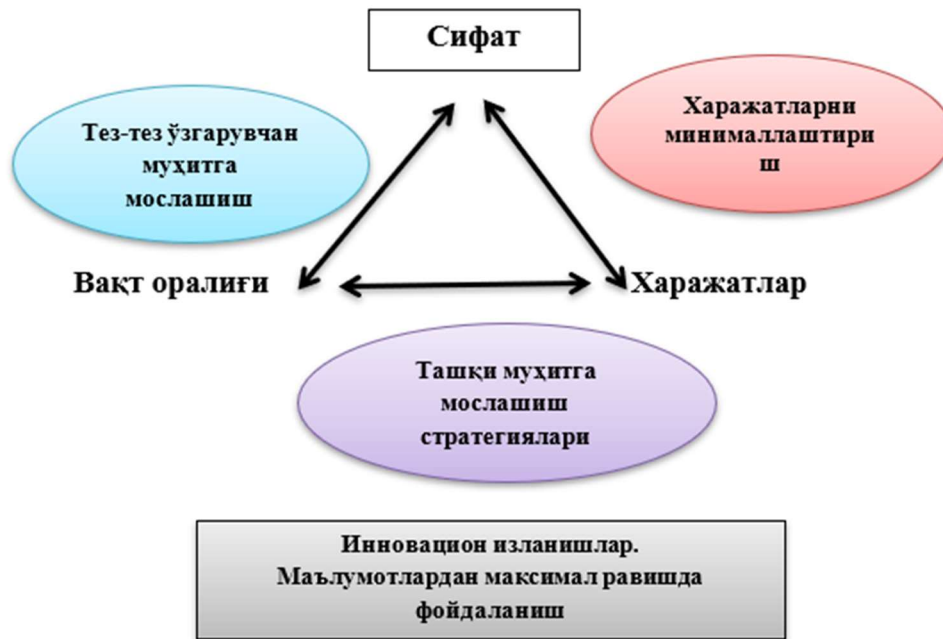 Сифат
Тез-тез ўзгарувчан
муҳитга
мослашиш
Харажатларни
минималлаштири
ш
Вақт оралиғи
Харажатлар
Ташқи муҳитга
мослашиш
стратегиялари
Инновацион изланишлар.
Маълумотлардан максимал равишда
фойдаланиш